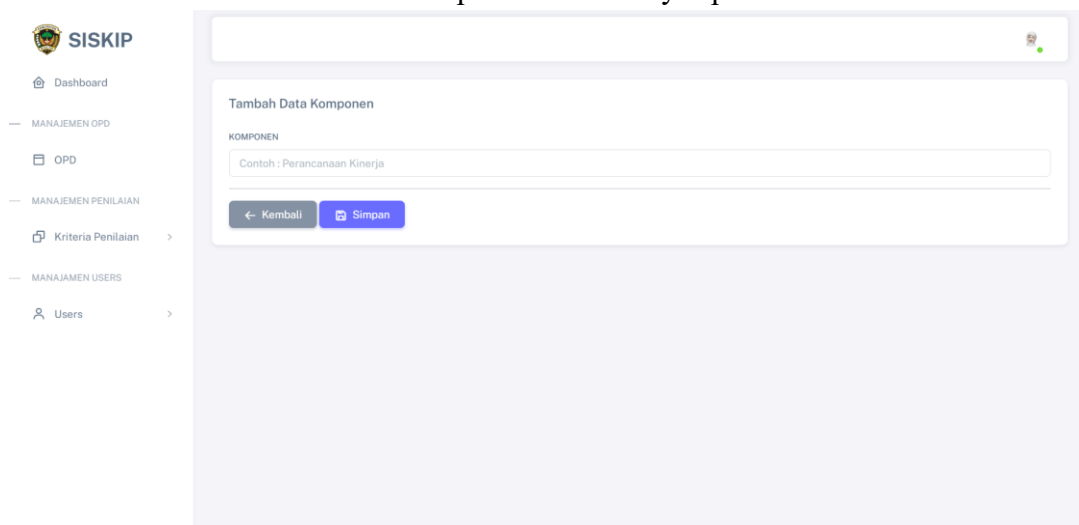 SISKIP
Dashboard
MANAJEMEN OPD
OPD
MANAJEMEN PENILAIAN
Kriteria Penilaian
MANAJAMEN USERS
Users
Tambah Data Komponen
KOMPONEN
Contoh : Perancanaan Kinerja
Kembali
Simpan